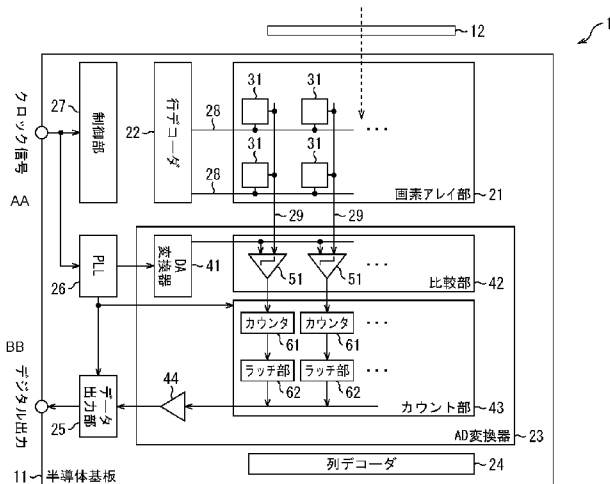 1
12
クロック信号
AA
27
制御部
22
行デコーダ
28
28
31
31
31
31
・・・
・・・
画素アレイ部
21
29
29
PLL
26
DA変換器
41
51
51
・・・
比較部
42
カウンタ
カウンタ
・・・
61
61
ラッチ部
ラッチ部
・・・
62
62
カウント部
43
BB
デジタル出力
データ出力部
25
44
AD変換器
23
列デコーダ
24
11
半導体基板